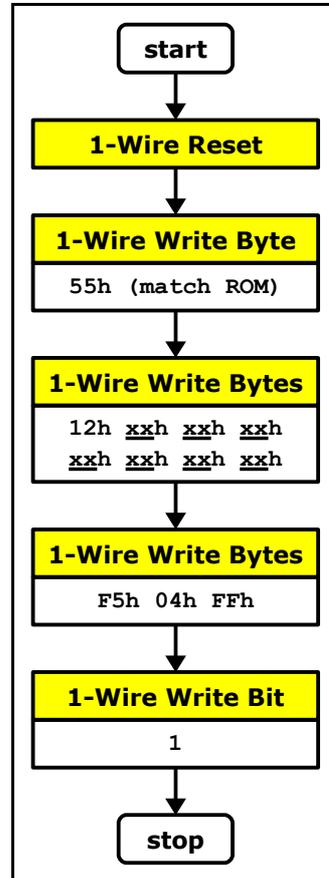 start
1-Wire Reset
1-Wire Write Byte
55h (match ROM)
1-Wire Write Bytes
12h xxh xxh xxh
xxh xxh xxh xxh
1-Wire Write Bytes
F5h 04h FFh
1-Wire Write Bit
1
stop